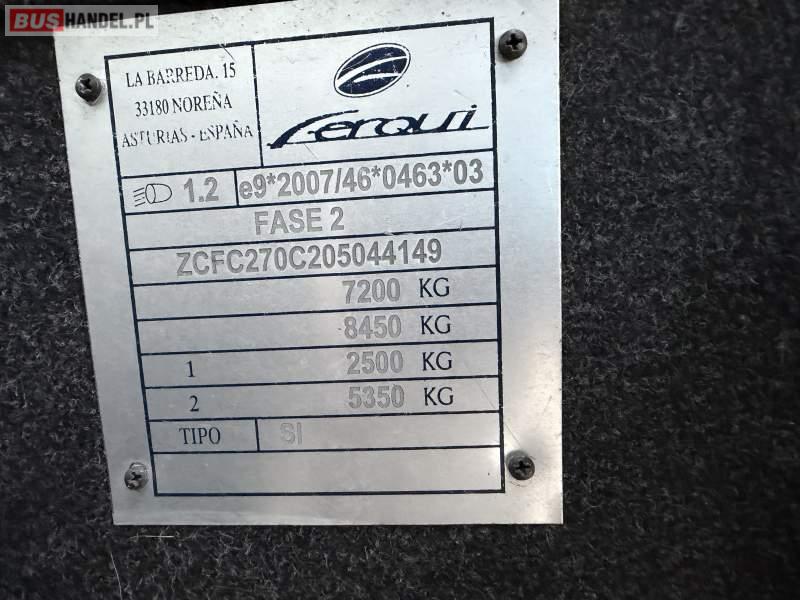 BUSHANDEL.PL
LA BARREDA, 15
33180 NOREÑA
ASTURIAS - ESPAÑA
Ferqui
1.2 e9*2007/46*0463*03
FASE 2
ZCFC270C205044149
7200 KG
8450 KG
1 2500 KG
2 5350 KG
TIPO SI